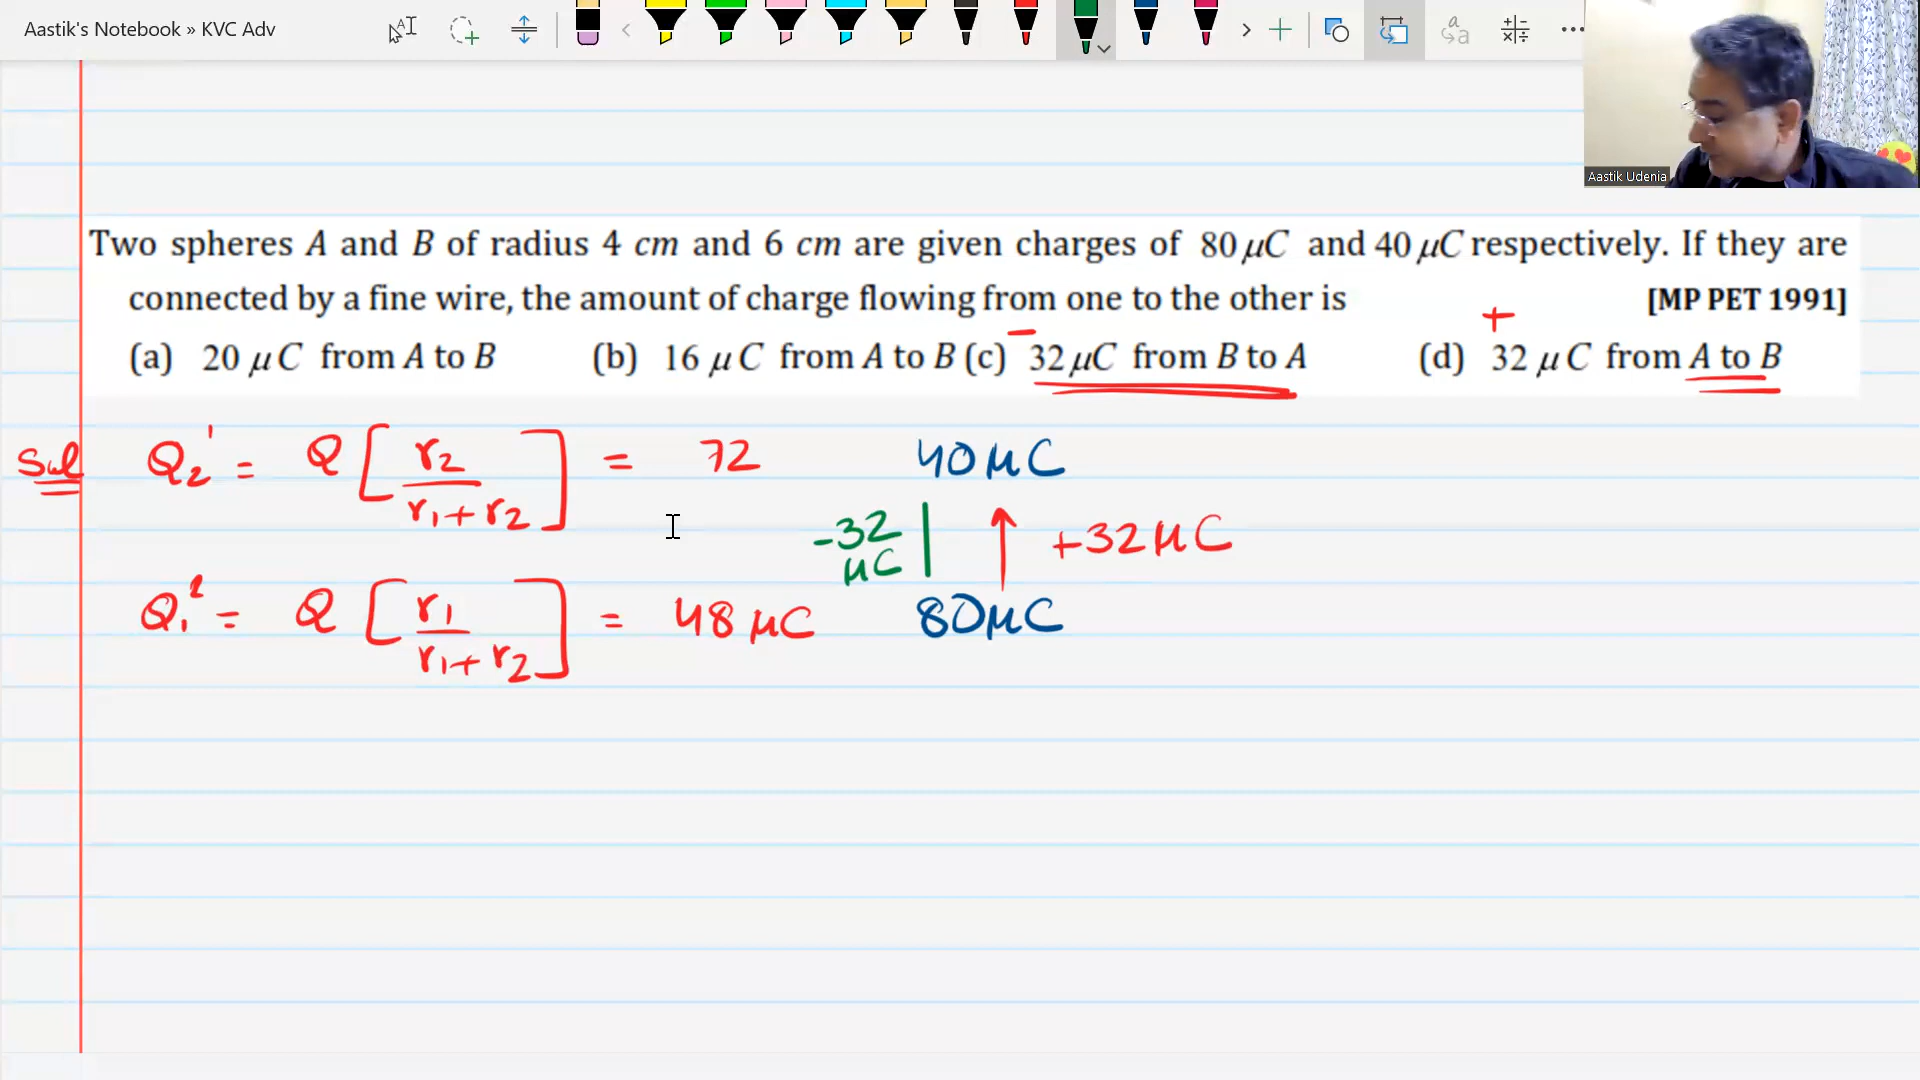 Aastik's Notebook » KVC Adv
Aastik Udenia
Two spheres A and B of radius 4 cm and 6 cm are given charges of 80 μC and 40 μC respectively. If they are
connected by a fine wire, the amount of charge flowing from one to the other is [MP PET 1991]
(a) 20 μC from A to B (b) 16 μC from A to B (c) 32 μC from B to A (d) 32 μC from A to B
− +
Sol Q₂' = Q [r₂ / r₁+r₂] = 72 40 μC
-32 μC +32 μC
Q₁' = Q [r₁ / r₁+r₂] = 48 μC 80 μC